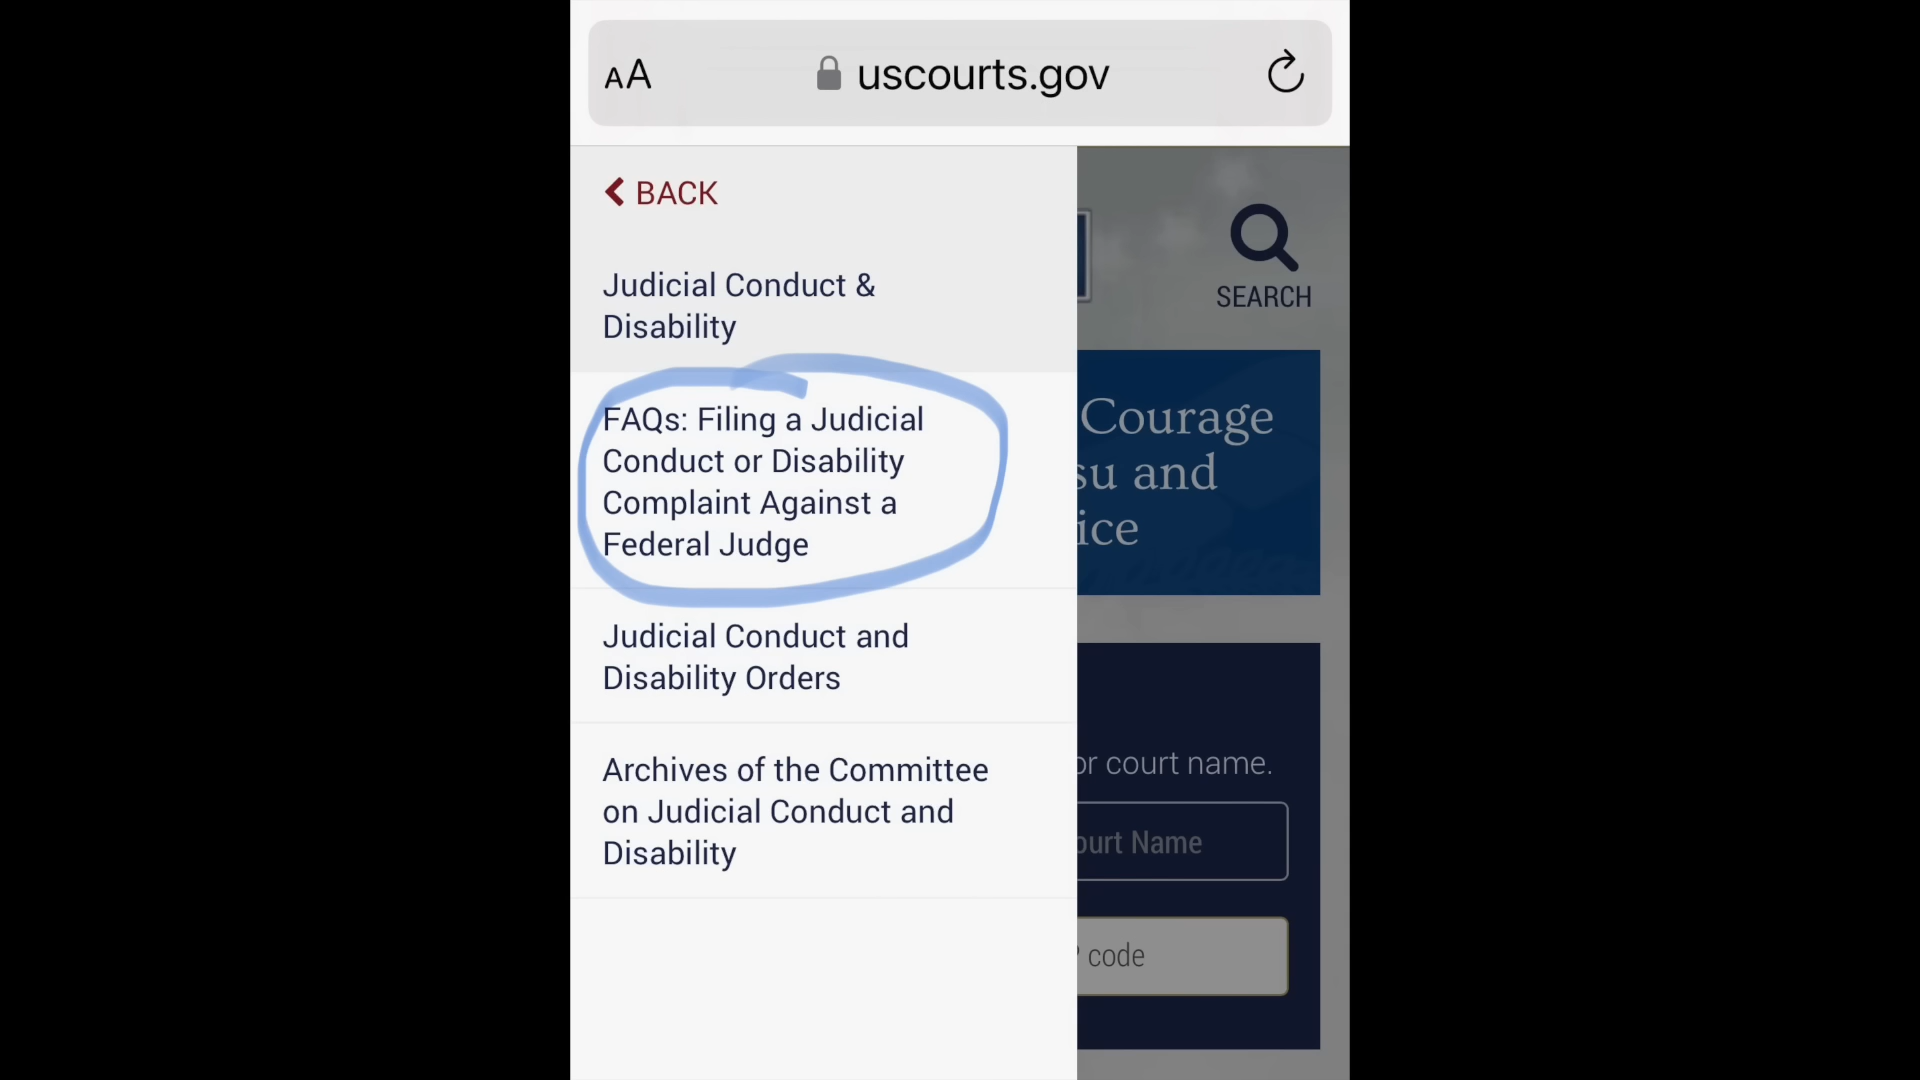 AA
uscourts.gov
BACK
SEARCH
Judicial Conduct &
Disability
FAQs: Filing a Judicial
Conduct or Disability
Complaint Against a
Federal Judge
Judicial Conduct and
Disability Orders
Archives of the Committee
on Judicial Conduct and
Disability
Courage
su and
ice
or court name.
ourt Name
code